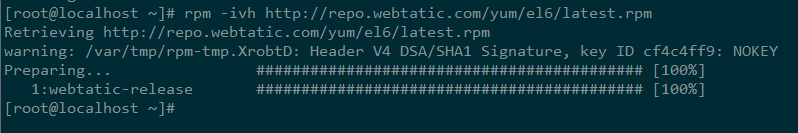 [root@localhost ~]# rpm -ivh http://repo.webtatic.com/yum/el6/latest.rpm
Retrieving http://repo.webtatic.com/yum/el6/latest.rpm
warning: /var/tmp/rpm-tmp.XrobtD: Header V4 DSA/SHA1 Signature, key ID cf4c4ff9: NOKEY
Preparing...                ########################################### [100%]
   1:webtatic-release       ########################################### [100%]
[root@localhost ~]#